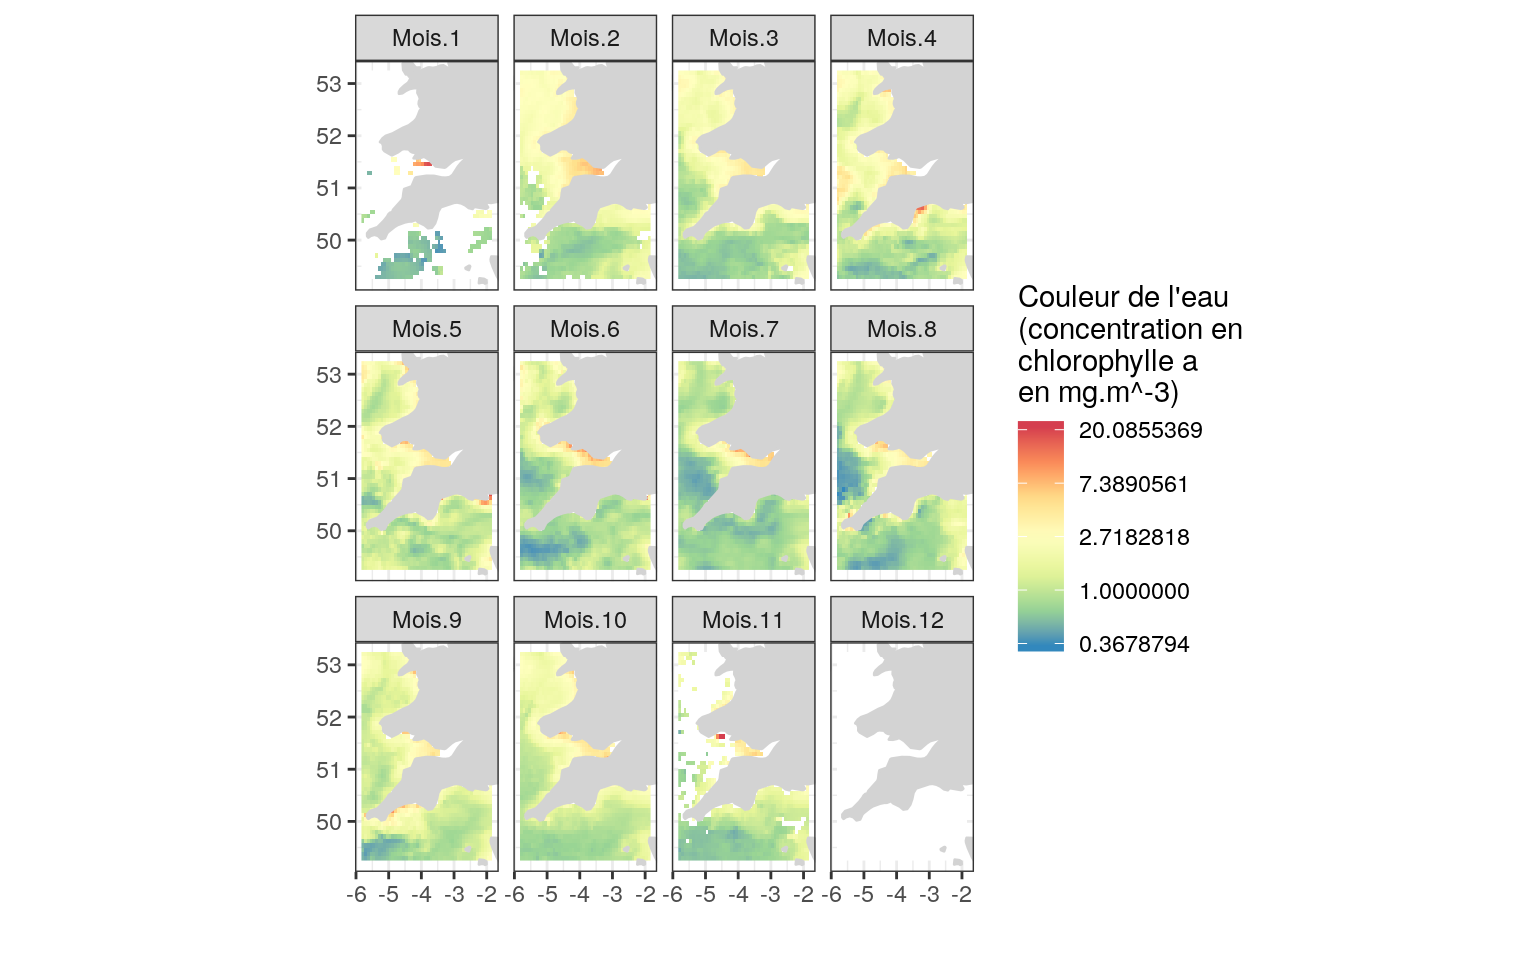 Mois.1 Mois.2 Mois.3 Mois.4
53
52
51
50
Mois.5 Mois.6 Mois.7 Mois.8
53
52
51
50
Mois.9 Mois.10 Mois.11 Mois.12
53
52
51
50
-6 -5 -4 -3 -2 -6 -5 -4 -3 -2 -6 -5 -4 -3 -2 -6 -5 -4 -3 -2
Couleur de l'eau
(concentration en
chlorophylle a
en mg.m^-3)
20.0855369
7.3890561
2.7182818
1.0000000
0.3678794